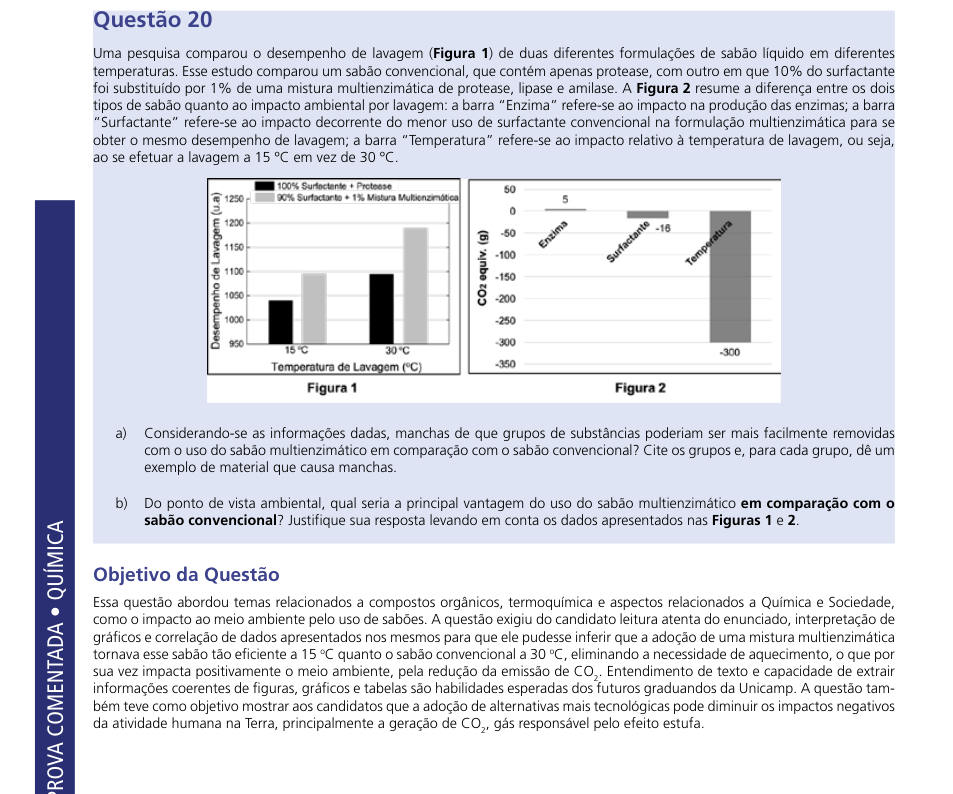 Questão 20
Uma pesquisa comparou o desempenho de lavagem (Figura 1) de duas diferentes formulações de sabão líquido em diferentes
temperaturas. Esse estudo comparou um sabão convencional, que contém apenas protease, com outro em que 10% do surfactante
foi substituído por 1% de uma mistura multienzimática de protease, lipase e amilase. A Figura 2 resume a diferença entre os dois
tipos de sabão quanto ao impacto ambiental por lavagem: a barra “Enzima” refere-se ao impacto na produção das enzimas; a barra
“Surfactante” refere-se ao impacto decorrente do menor uso de surfactante convencional na formulação multienzimática para se
obter o mesmo desempenho de lavagem; a barra “Temperatura” refere-se ao impacto relativo à temperatura de lavagem, ou seja,
ao se efetuar a lavagem a 15 ºC em vez de 30 ºC.
100% Surfactante + Protease
90% Surfactante + 1% Mistura Multienzimática
Desempenho de Lavagem (u.a)
1250
1200
1150
1100
1050
1000
950
15 ºC
30 ºC
Temperatura de Lavagem (ºC)
Figura 1
CO2 equiv. (g)
50
0
-50
-100
-150
-200
-250
-300
-350
5
Enzima
-16
Surfactante
Temperatura
-300
Figura 2
a) Considerando-se as informações dadas, manchas de que grupos de substâncias poderiam ser mais facilmente removidas
com o uso do sabão multienzimático em comparação com o sabão convencional? Cite os grupos e, para cada grupo, dê um
exemplo de material que causa manchas.
b) Do ponto de vista ambiental, qual seria a principal vantagem do uso do sabão multienzimático em comparação com o
sabão convencional? Justifique sua resposta levando em conta os dados apresentados nas Figuras 1 e 2.
Objetivo da Questão
Essa questão abordou temas relacionados a compostos orgânicos, termoquímica e aspectos relacionados a Química e Sociedade,
como o impacto ao meio ambiente pelo uso de sabões. A questão exigiu do candidato leitura atenta do enunciado, interpretação de
gráficos e correlação de dados apresentados nos mesmos para que ele pudesse inferir que a adoção de uma mistura multienzimática
tornava esse sabão tão eficiente a 15 ºC quanto o sabão convencional a 30 ºC, eliminando a necessidade de aquecimento, o que por
sua vez impacta positivamente o meio ambiente, pela redução da emissão de CO2. Entendimento de texto e capacidade de extrair
informações coerentes de figuras, gráficos e tabelas são habilidades esperadas dos futuros graduandos da Unicamp. A questão tam-
bém teve como objetivo mostrar aos candidatos que a adoção de alternativas mais tecnológicas pode diminuir os impactos negativos
da atividade humana na Terra, principalmente a geração de CO2, gás responsável pelo efeito estufa.
PROVA COMENTADA • QUÍMICA